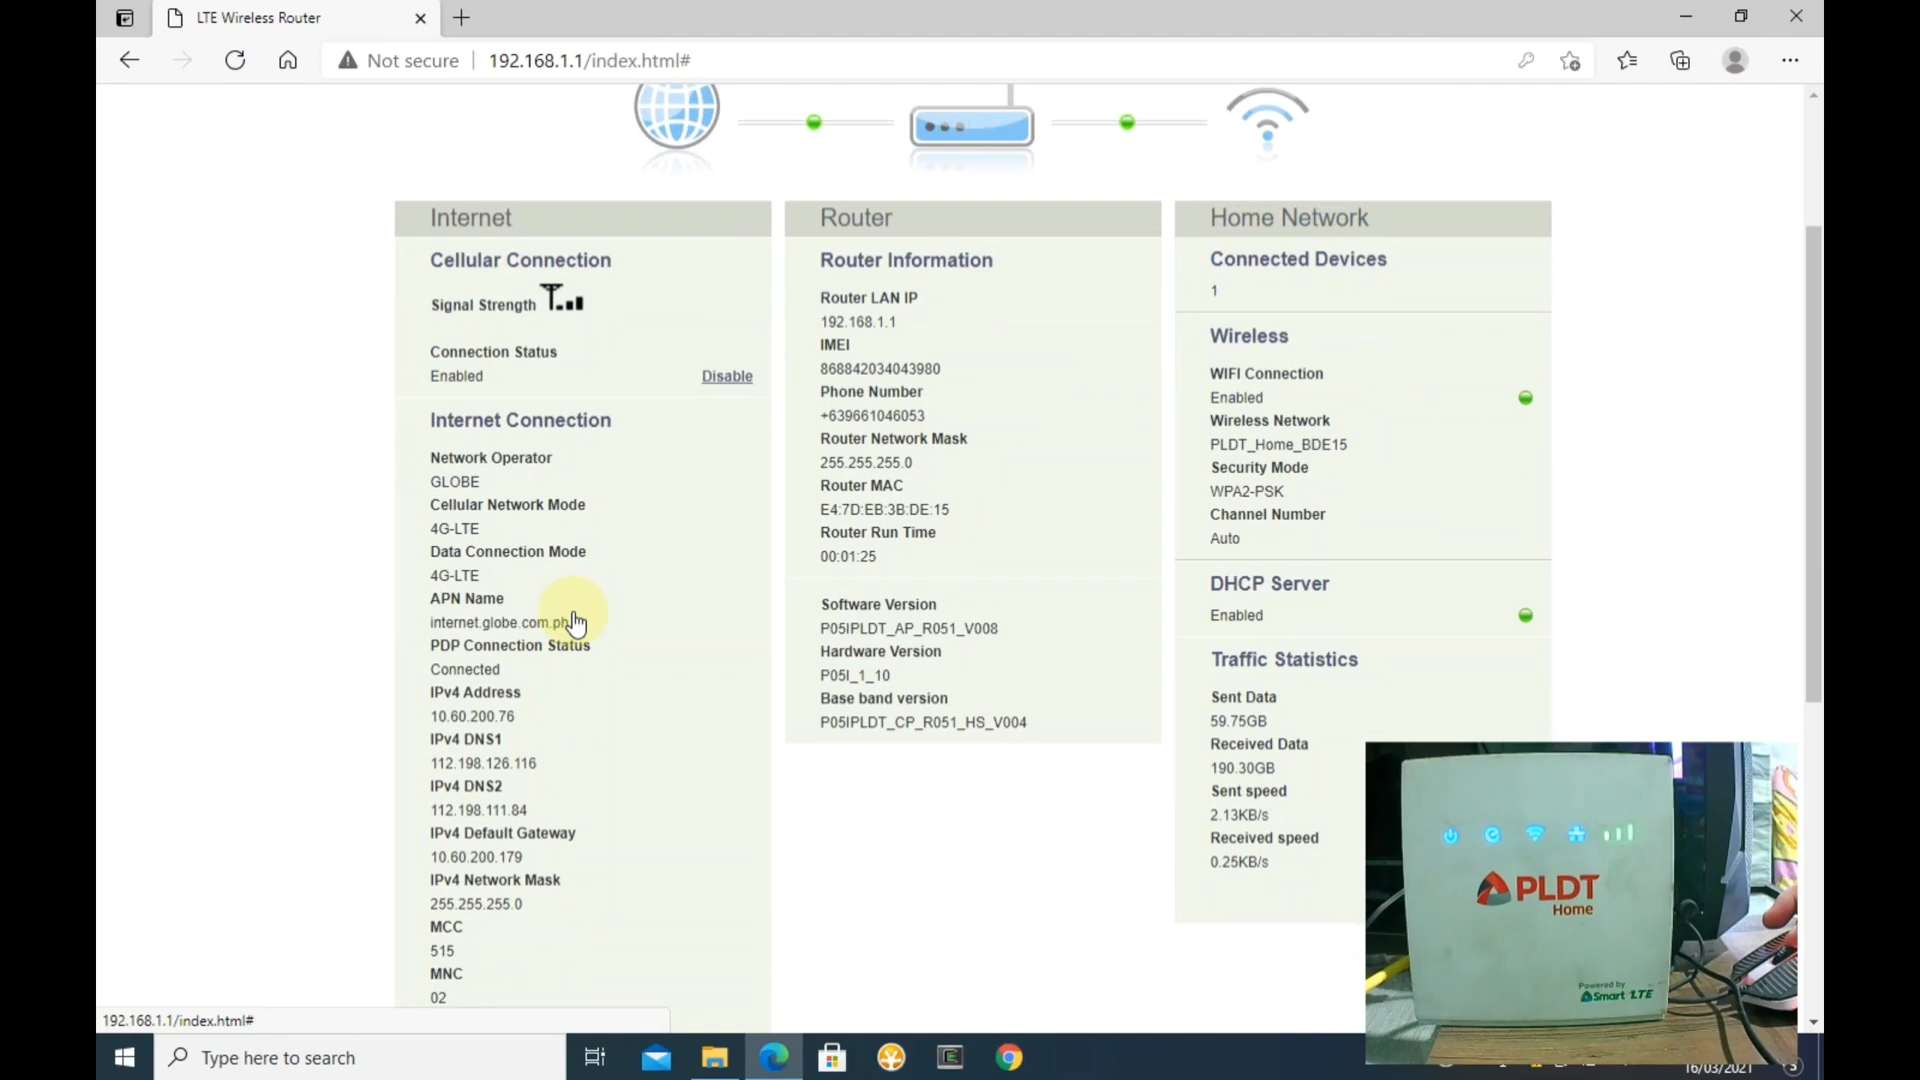 LTE Wireless Router
Not secure 192.168.1.1/index.html#
Internet
Cellular Connection
Signal Strength
Connection Status
Enabled Disable
Internet Connection
Network Operator
GLOBE
Cellular Network Mode
4G-LTE
Data Connection Mode
4G-LTE
APN Name
internet.globe.com.ph
PDP Connection Status
Connected
IPv4 Address
10.60.200.76
IPv4 DNS1
112.198.126.116
IPv4 DNS2
112.198.111.84
IPv4 Default Gateway
10.60.200.179
IPv4 Network Mask
255.255.255.0
MCC
515
MNC
02
Router
Router Information
Router LAN IP
192.168.1.1
IMEI
868842034043980
Phone Number
+639661046053
Router Network Mask
255.255.255.0
Router MAC
E4:7D:EB:3B:DE:15
Router Run Time
00:01:25
Software Version
P05IPLDT_AP_R051_V008
Hardware Version
P05I_1_10
Base band version
P05IPLDT_CP_R051_HS_V004
Home Network
Connected Devices
1
Wireless
WIFI Connection
Enabled
Wireless Network
PLDT_Home_BDE15
Security Mode
WPA2-PSK
Channel Number
Auto
DHCP Server
Enabled
Traffic Statistics
Sent Data
59.75GB
Received Data
190.30GB
Sent speed
2.13KB/s
Received speed
0.25KB/s
PLDT
Home
Powered by
Smart LTE
192.168.1.1/index.html#
Type here to search
16/03/2021